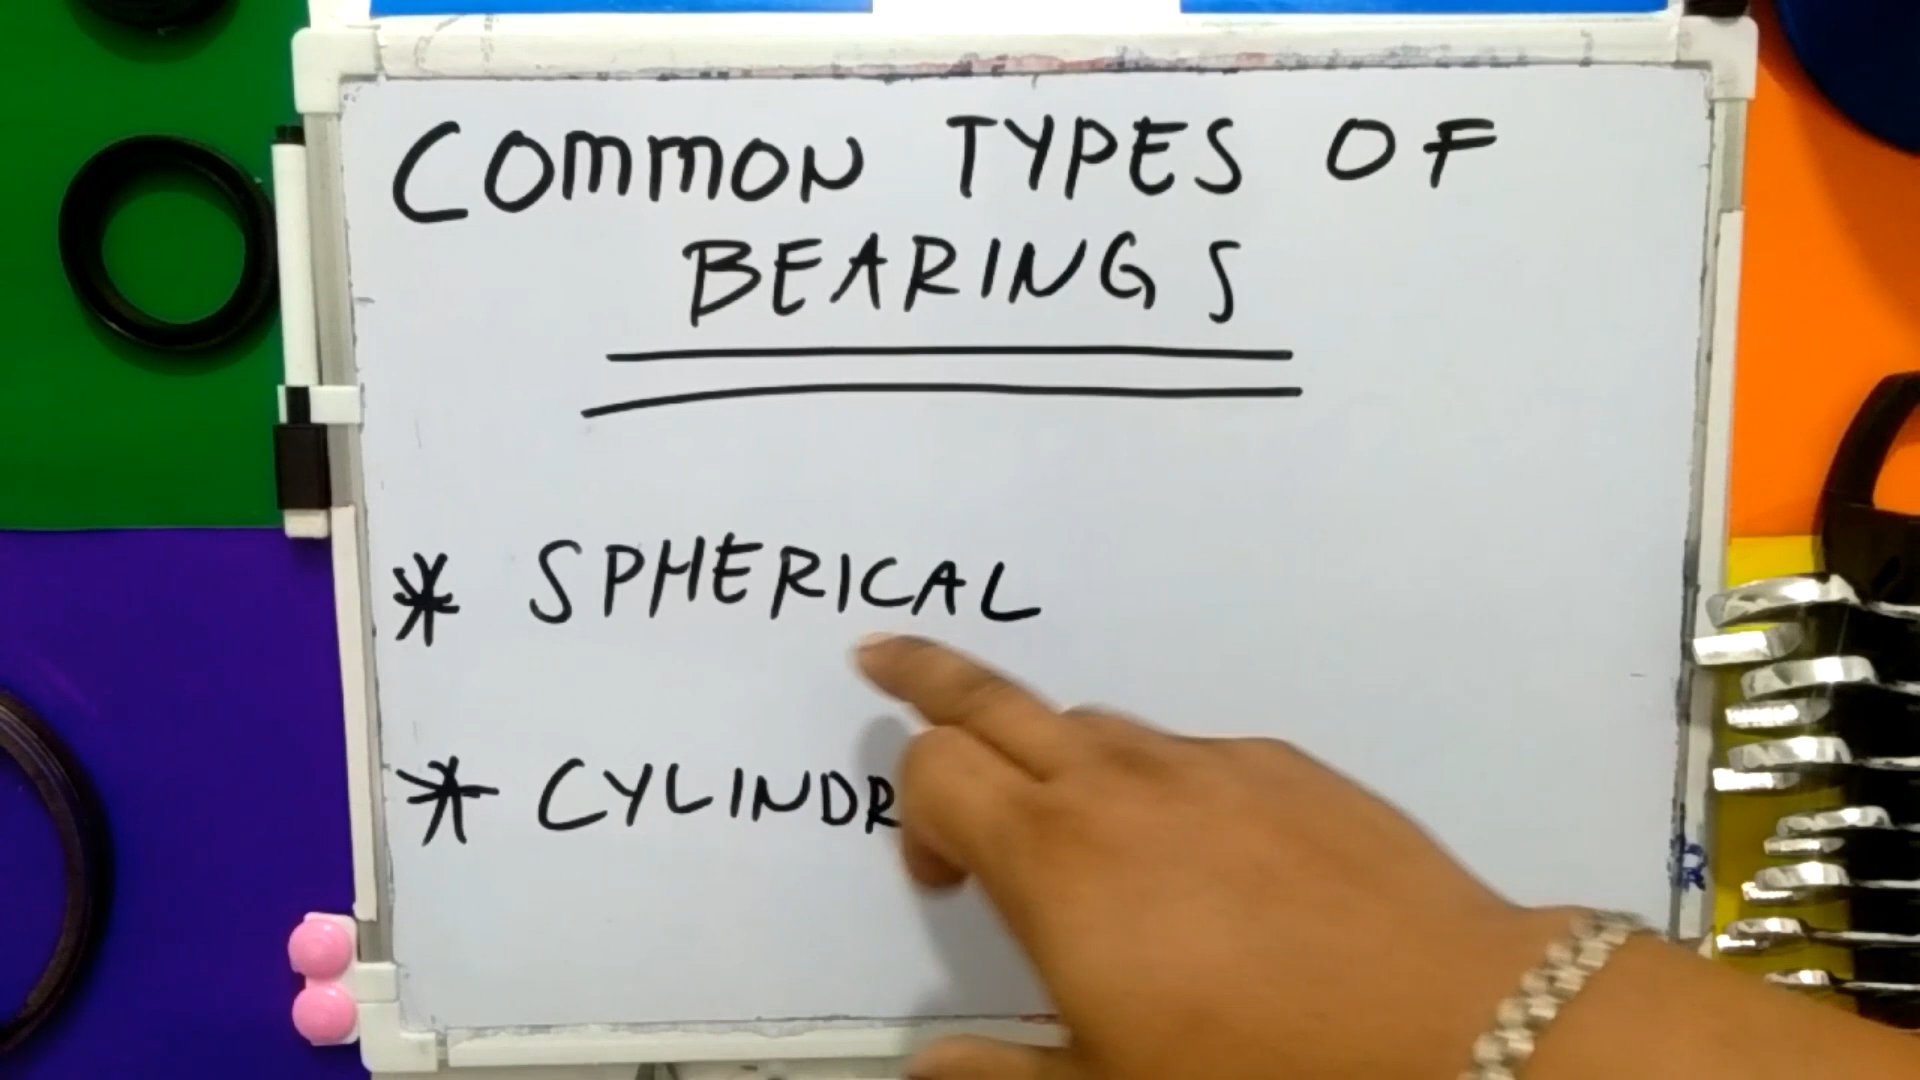 COMMON TYPES OF
BEARINGS
* SPHERICAL
* CYLINDR